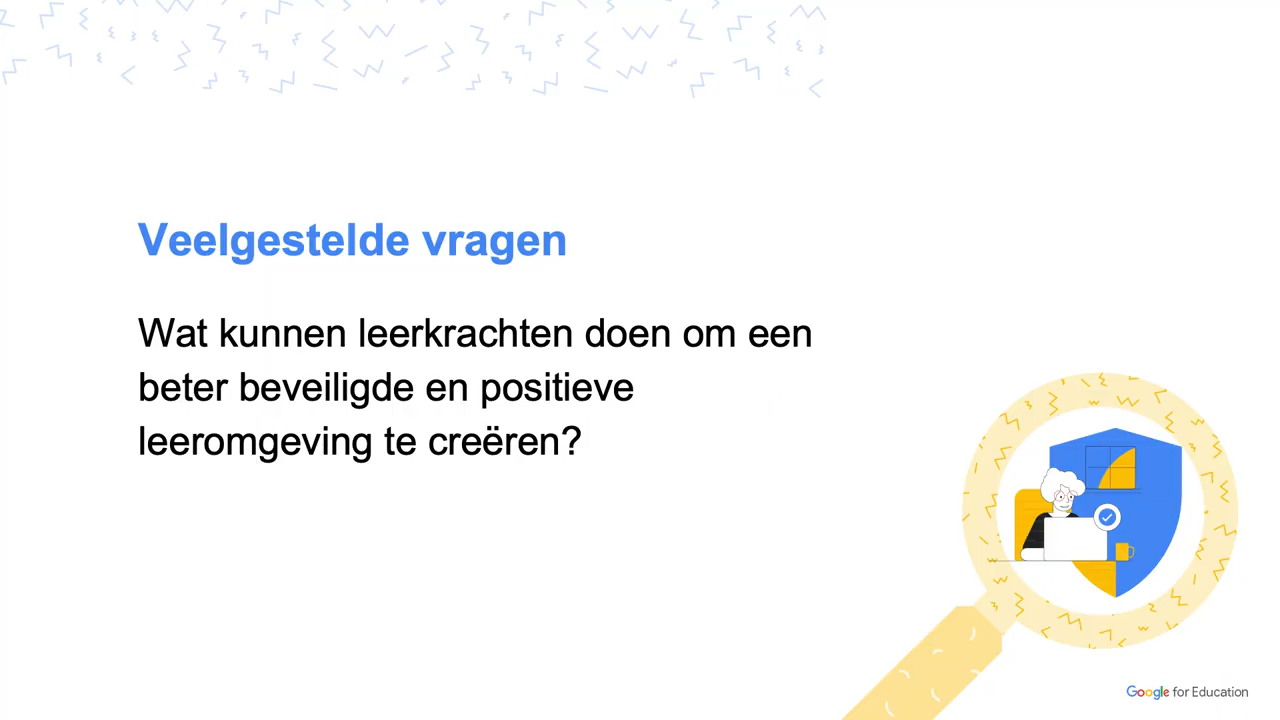 Veelgestelde vragen
Wat kunnen leerkrachten doen om een
beter beveiligde en positieve
leeromgeving te creëren?
Google for Education